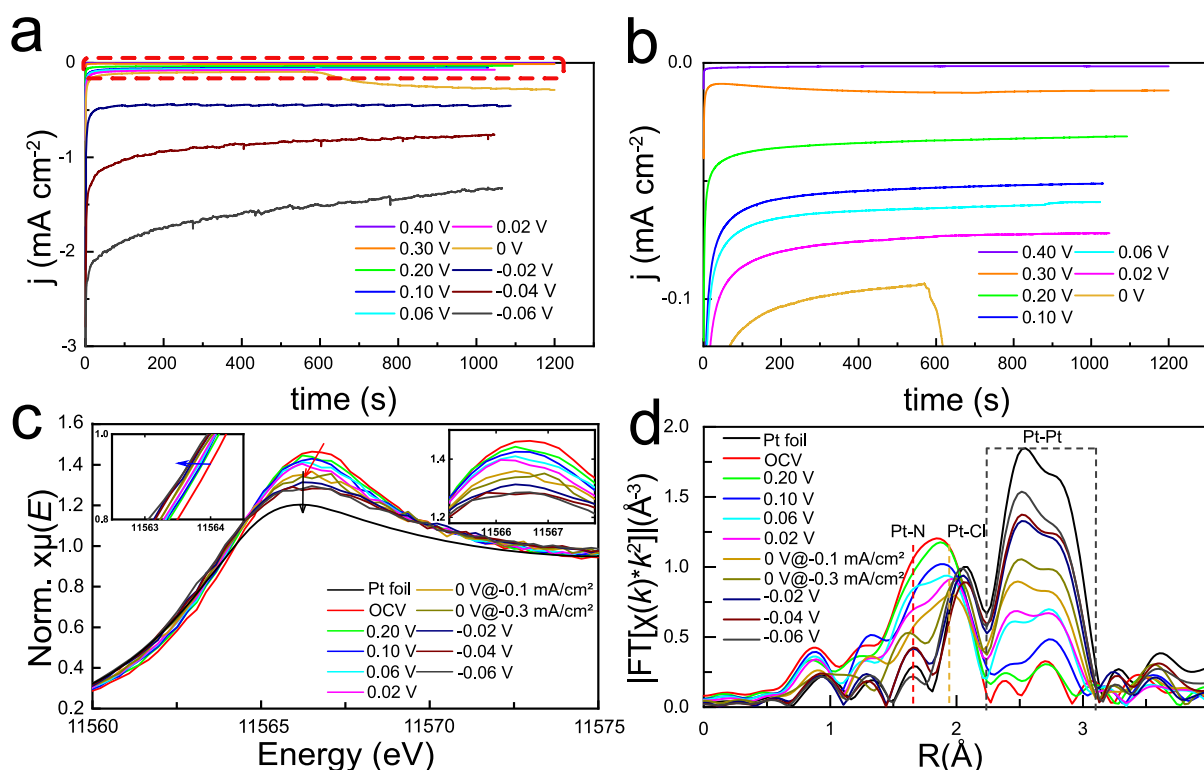 a
0
-1
-2
-3
j (mA cm⁻²)
0.40 V
0.02 V
0.30 V
0 V
0.20 V
-0.02 V
0.10 V
-0.04 V
0.06 V
-0.06 V
0 200 400 600 800 1000 1200
time (s)
b
0.0
-0.1
j (mA cm⁻²)
0.40 V
0.06 V
0.30 V
0.02 V
0.20 V
0 V
0.10 V
0 200 400 600 800 1000 1200
time (s)
c
1.6
1.4
1.2
1.0
0.8
0.6
0.4
0.2
Norm. xμ(E)
1.0
0.8
11563 11564
1.4
1.2
11566 11567
Pt foil
0 V@-0.1 mA/cm²
OCV
0 V@-0.3 mA/cm²
0.20 V
-0.02 V
0.10 V
-0.04 V
0.06 V
-0.06 V
0.02 V
11560 11565 11570 11575
Energy (eV)
d
2.0
1.5
1.0
0.5
0.0
|FT[χ(k)*k²]|(Å⁻³)
Pt foil
OCV
0.20 V
0.10 V
0.06 V
0.02 V
0 V@-0.1 mA/cm²
0 V@-0.3 mA/cm²
-0.02 V
-0.04 V
-0.06 V
Pt-N
Pt-Cl
Pt-Pt
0 1 2 3
R(Å)